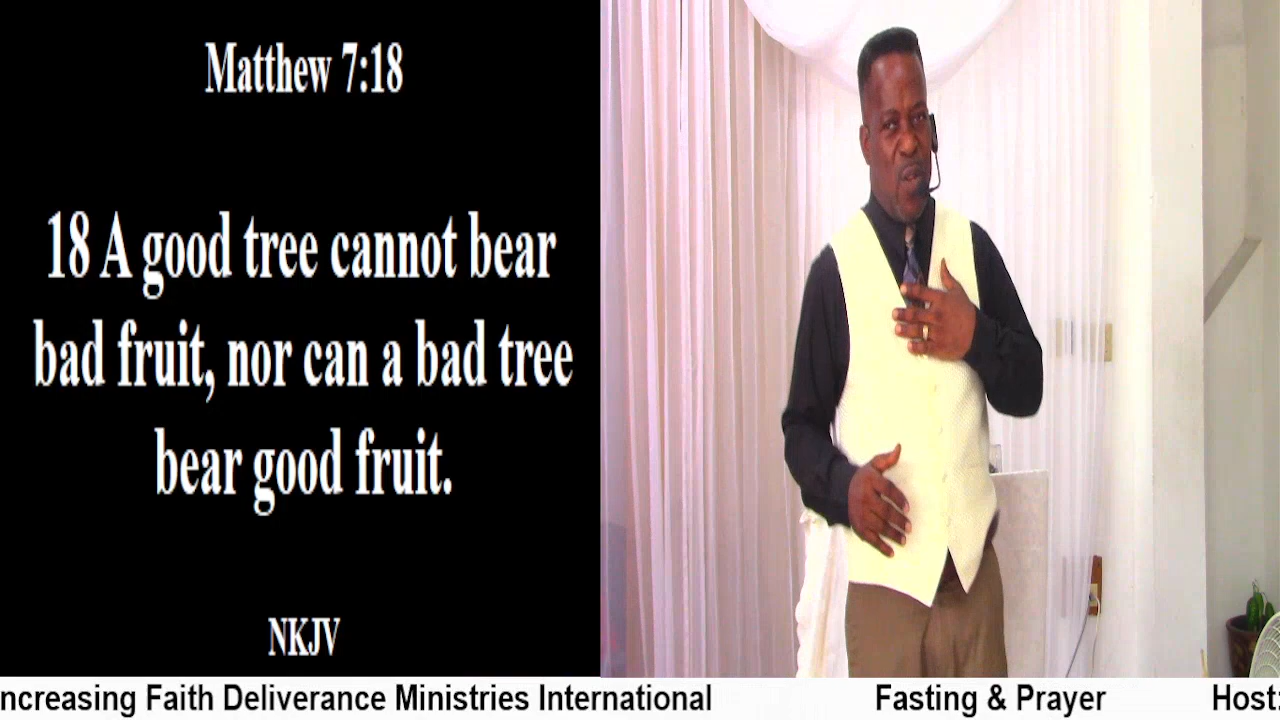 Matthew 7:18
18 A good tree cannot bear
bad fruit, nor can a bad tree
bear good fruit.
NKJV
ncreasing Faith Deliverance Ministries International Fasting & Prayer Host: